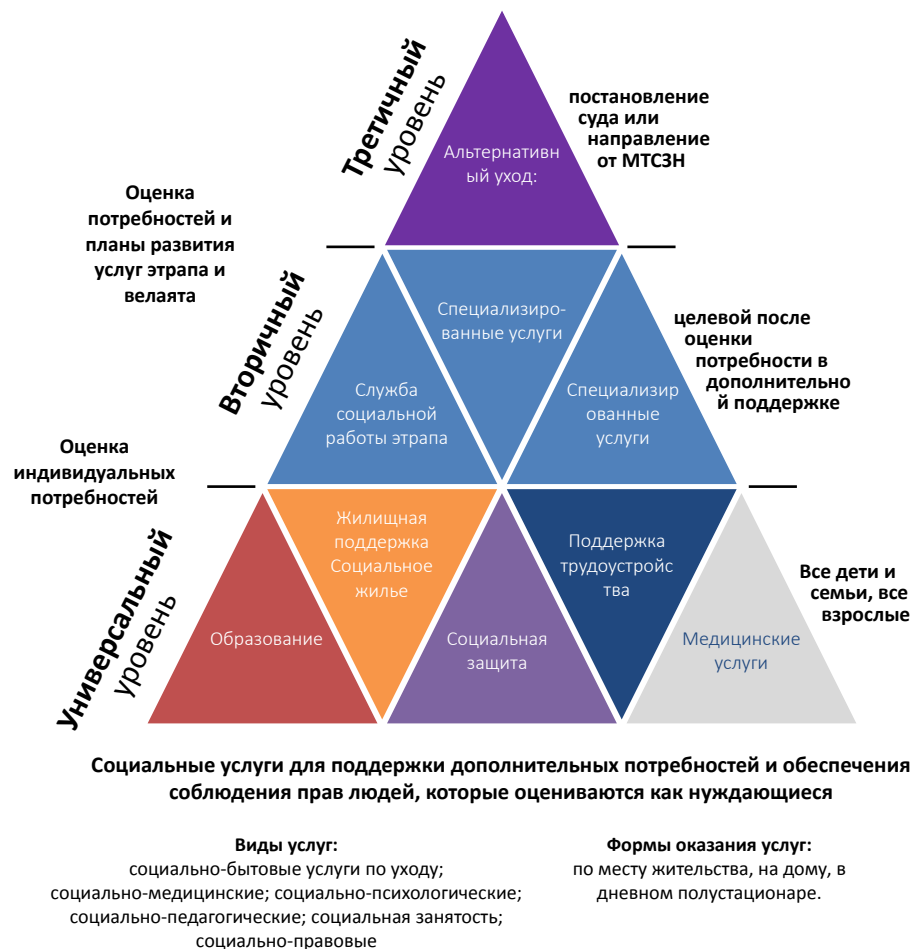 Третичный
уровень
постановление
суда или
направление
от МТСЗН
Альтернативн
ый уход:
Оценка
потребностей и
планы развития
услуг этрапа и
велаята
Вторичный
уровень
Специализиро-
ванные услуги
целевой после
оценки
потребности в
дополнительно
й поддержке
Служба
социальной
работы этрапа
Специализир
ованные
услуги
Оценка
индивидуальных
потребностей
Универсальный
уровень
Жилищная
поддержка
Социальное
жилье
Поддержка
трудоустройс
тва
Все дети и
семьи, все
взрослые
Образование
Социальная
защита
Медицинские
услуги
Социальные услуги для поддержки дополнительных потребностей и обеспечения
соблюдения прав людей, которые оцениваются как нуждающиеся
Виды услуг:
социально-бытовые услуги по уходу;
социально-медицинские; социально-психологические;
социально-педагогические; социальная занятость;
социально-правовые
Формы оказания услуг:
по месту жительства, на дому, в
дневном полустационаре.